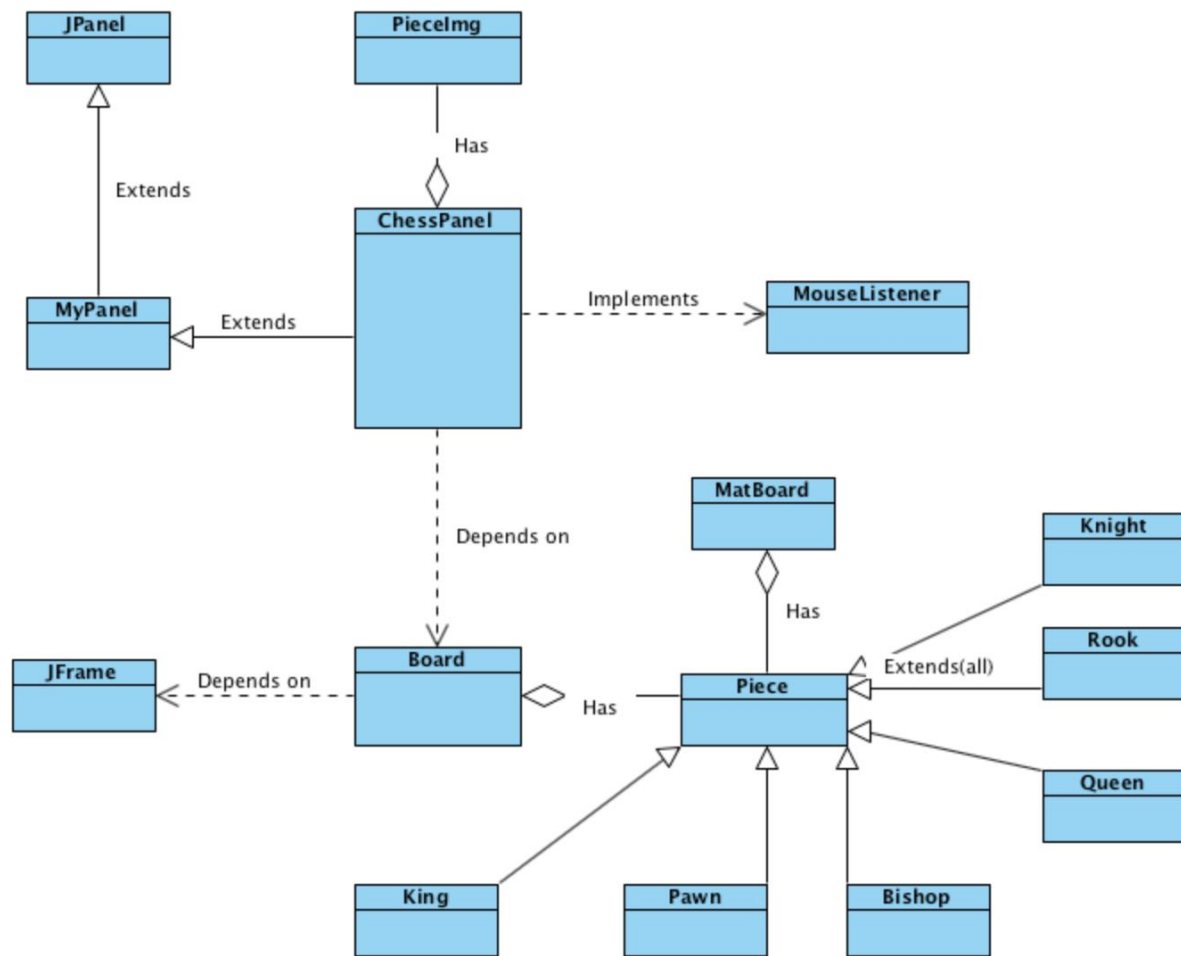 JPanel
PieceImg
Has
Extends
ChessPanel
MyPanel
Extends
Implements
MouseListener
Depends on
MatBoard
Knight
Has
JFrame
Depends on
Board
Has
Piece
Extends(all)
Rook
Queen
King
Pawn
Bishop